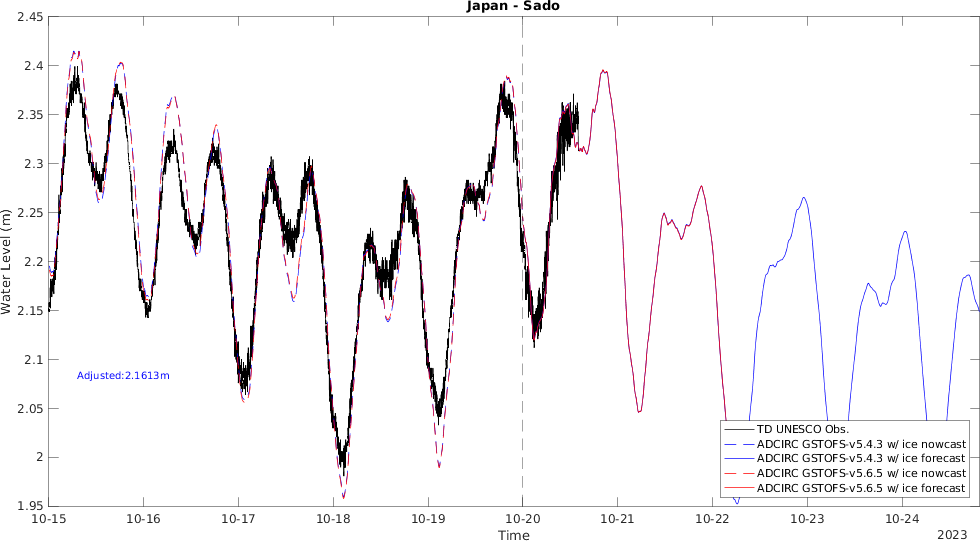 Japan - Sado
2.45
2.4
2.35
2.3
2.25
2.2
2.15
2.1
2.05
2
1.95
Water Level (m)
Adjusted:2.1613m
TD UNESCO Obs.
ADCIRC GSTOFS-v5.4.3 w/ ice nowcast
ADCIRC GSTOFS-v5.4.3 w/ ice forecast
ADCIRC GSTOFS-v5.6.5 w/ ice nowcast
ADCIRC GSTOFS-v5.6.5 w/ ice forecast
10-15 10-16 10-17 10-18 10-19 10-20 10-21 10-22 10-23 10-24
Time
2023